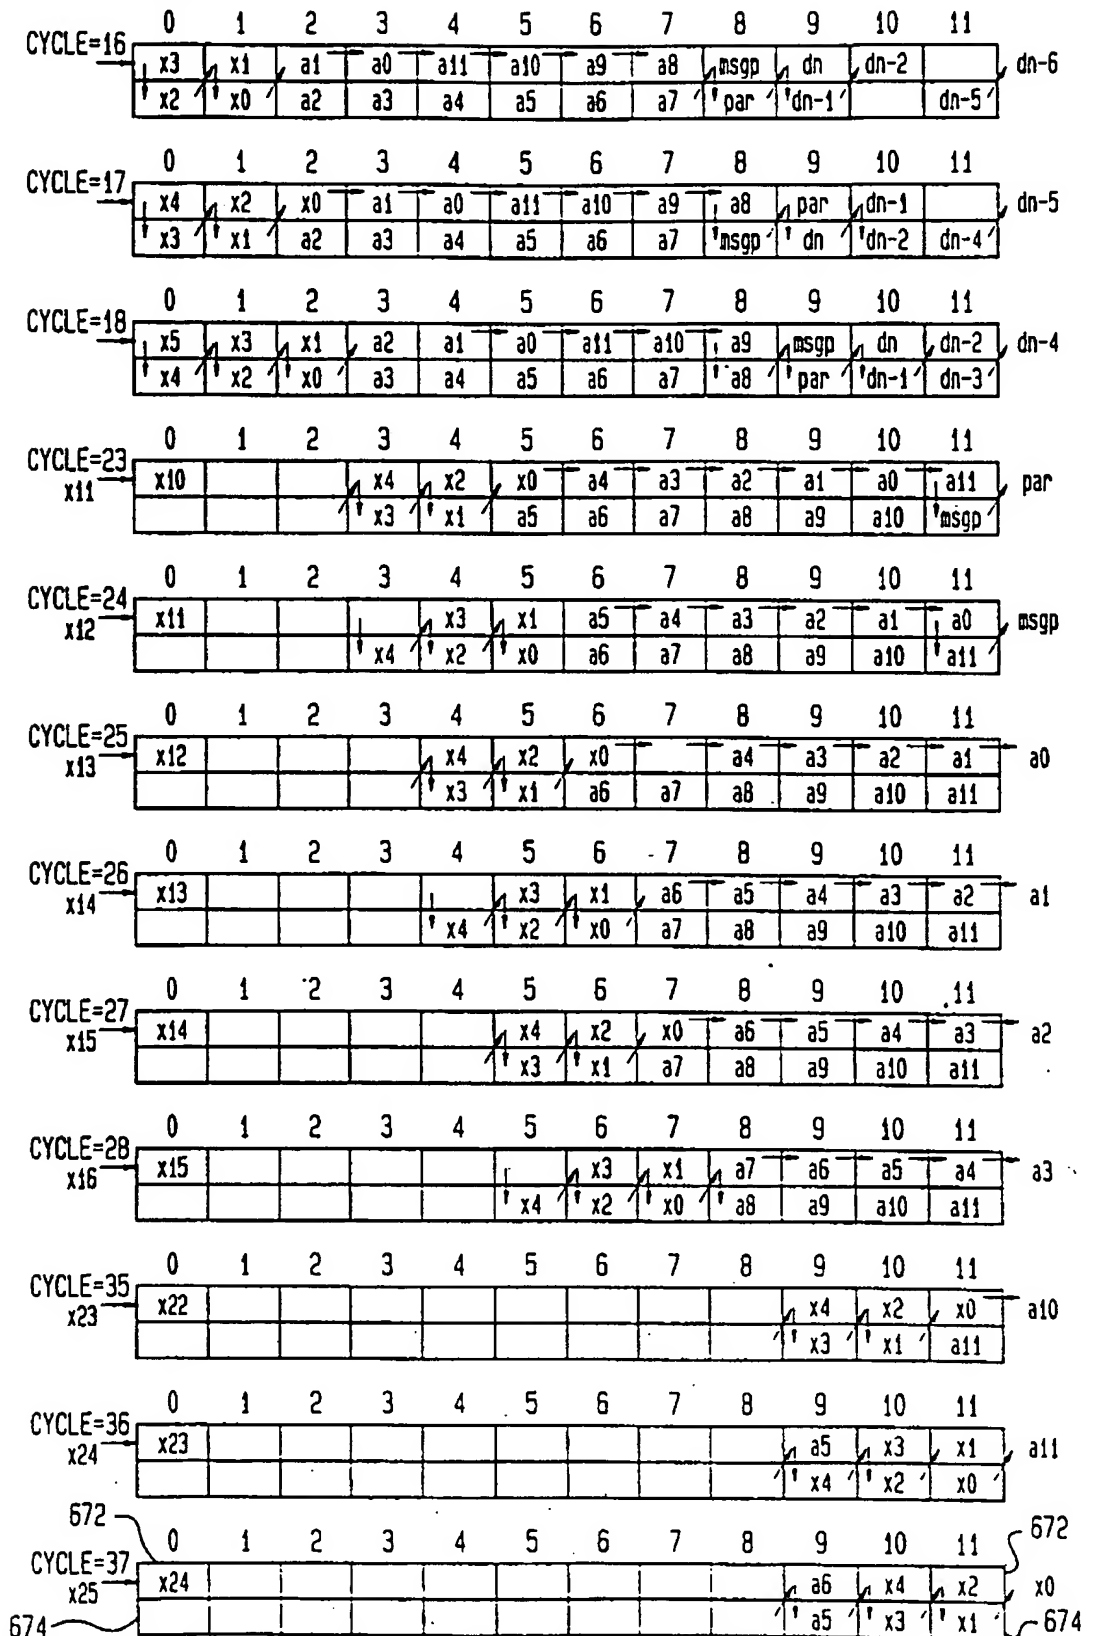 0 1 2 3 4 5 6 7 8 9 10 11
CYCLE=16
x3 x1 a1 a0 a11 a10 a9 a8 msgp dn dn-2 dn-6
x2 x0 a2 a3 a4 a5 a6 a7 par dn-1 dn-5
0 1 2 3 4 5 6 7 8 9 10 11
CYCLE=17
x4 x2 x0 a1 a0 a11 a10 a9 a8 par dn-1 dn-5
x3 x1 a2 a3 a4 a5 a6 a7 msgp dn dn-2 dn-4
0 1 2 3 4 5 6 7 8 9 10 11
CYCLE=18
x5 x3 x1 a2 a1 a0 a11 a10 a9 msgp dn dn-2 dn-4
x4 x2 x0 a3 a4 a5 a6 a7 a8 par dn-1 dn-3
0 1 2 3 4 5 6 7 8 9 10 11
CYCLE=23
x11 x10 x4 x2 x0 a4 a3 a2 a1 a0 a11 par
x3 x1 a5 a6 a7 a8 a9 a10 msgp
0 1 2 3 4 5 6 7 8 9 10 11
CYCLE=24
x12 x11 x3 x1 a5 a4 a3 a2 a1 a0 msgp
x4 x2 x0 a6 a7 a8 a9 a10 a11
0 1 2 3 4 5 6 7 8 9 10 11
CYCLE=25
x13 x12 x4 x2 x0 a4 a3 a2 a1 a0
x3 x1 a6 a7 a8 a9 a10 a11
0 1 2 3 4 5 6 7 8 9 10 11
CYCLE=26
x14 x13 x3 x1 a6 a5 a4 a3 a2 a1
x4 x2 x0 a7 a8 a9 a10 a11
0 1 2 3 4 5 6 7 8 9 10 11
CYCLE=27
x15 x14 x4 x2 x0 a6 a5 a4 a3 a2
x3 x1 a7 a8 a9 a10 a11
0 1 2 3 4 5 6 7 8 9 10 11
CYCLE=28
x16 x15 x3 x1 a7 a6 a5 a4 a3
x4 x2 x0 a8 a9 a10 a11
0 1 2 3 4 5 6 7 8 9 10 11
CYCLE=35
x23 x22 x4 x2 x0 a10
x3 x1 a11
0 1 2 3 4 5 6 7 8 9 10 11
CYCLE=36
x24 x23 a5 x3 x1 a11
x4 x2 x0
672 0 1 2 3 4 5 6 7 8 9 10 11 672
CYCLE=37
x25 x24 a6 x4 x2 x0
674 a5 x3 x1 674